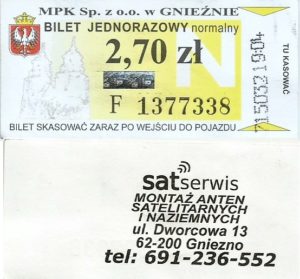 MPK Sp. z o.o. w GNIEŹNIE
BILET JEDNORAZOWY normalny
2,70 zł
N
F 1377338
BILET SKASOWAĆ ZARAZ PO WEJŚCIU DO POJAZDU
TU KASOWAĆ
satserwis
MONTAŻ ANTEN
SATELITARNYCH
I NAZIEMNYCH
ul. Dworcowa 13
62-200 Gniezno
tel: 691-236-552